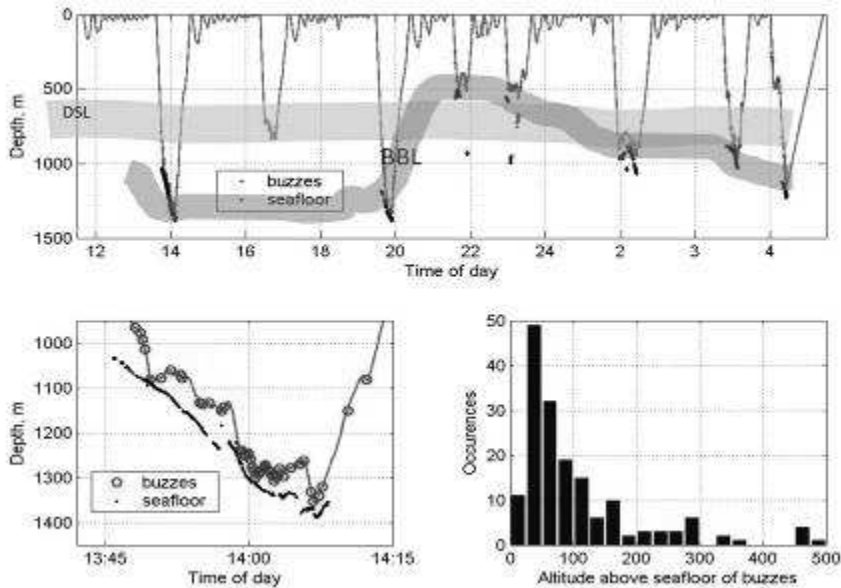 0
500
1000
1500
Depth, m
DSL
BBL
buzzes
seafloor
12 14 16 18 20 22 24 2 3 4
Time of day
1000
1100
1200
1300
1400
Depth, m
buzzes
seafloor
13:45 14:00 14:15
Time of day
50
40
30
20
10
0
Occurences
0 100 200 300 400 500
Altitude above seafloor of buzzes